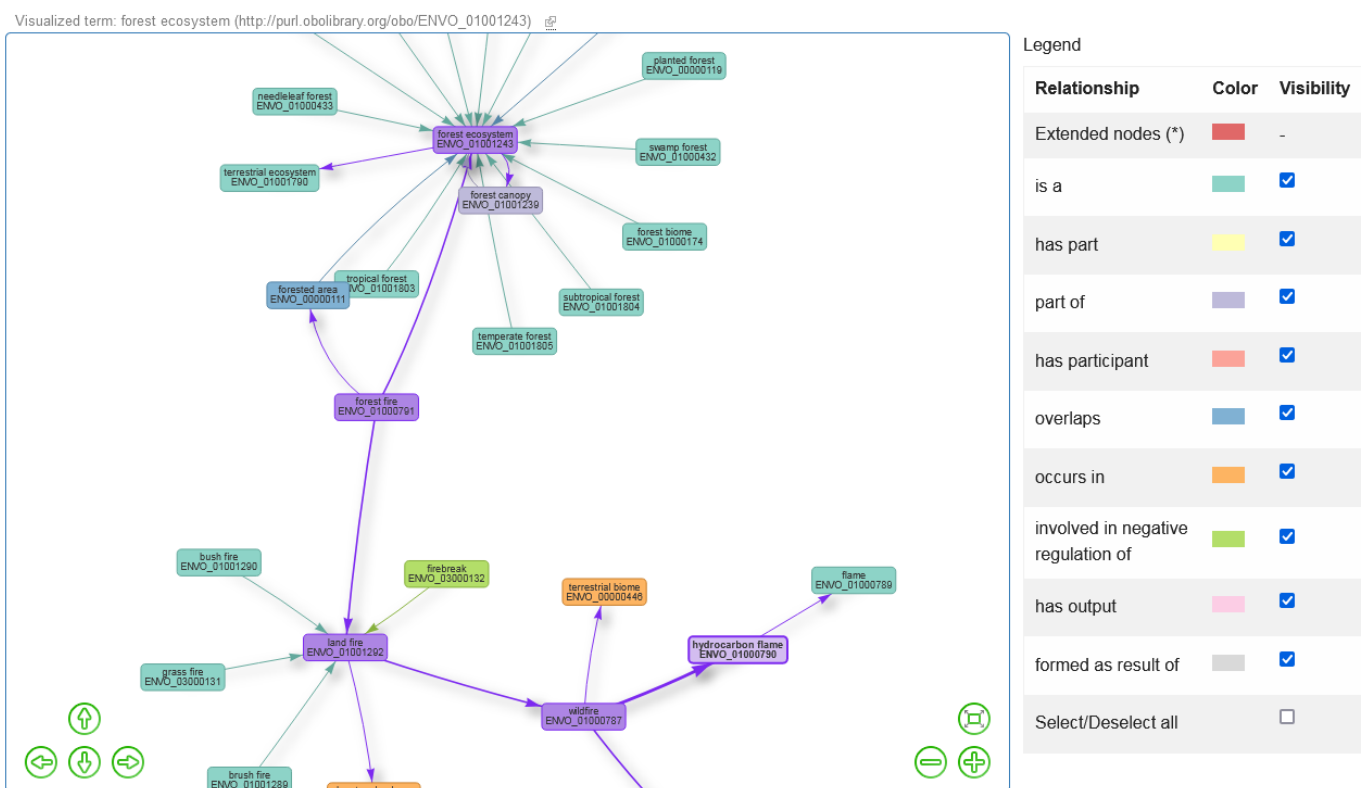 Visualized term: forest ecosystem (http://purl.obolibrary.org/obo/ENVO_01001243)
planted forest
ENVO_00000119
needleleaf forest
ENVO_01000433
forest ecosystem
ENVO_01001243
swamp forest
ENVO_01000432
terrestrial ecosystem
ENVO_01001790
forest canopy
ENVO_01001239
forest biome
ENVO_01000174
tropical forest
VO_01001803
forested area
ENVO_00000111
subtropical forest
ENVO_01001804
temperate forest
ENVO_01001805
forest fire
ENVO_01000791
bush fire
ENVO_01001290
firebreak
ENVO_03000132
terrestrial biome
ENVO_00000446
flame
ENVO_01000789
land fire
ENVO_01001292
hydrocarbon flame
ENVO_01000790
grass fire
ENVO_03000131
wildfire
ENVO_01000787
brush fire
ENVO_01001289
Legend
Relationship Color Visibility
Extended nodes (*) -
is a
has part
part of
has participant
overlaps
occurs in
involved in negative
regulation of
has output
formed as result of
Select/Deselect all